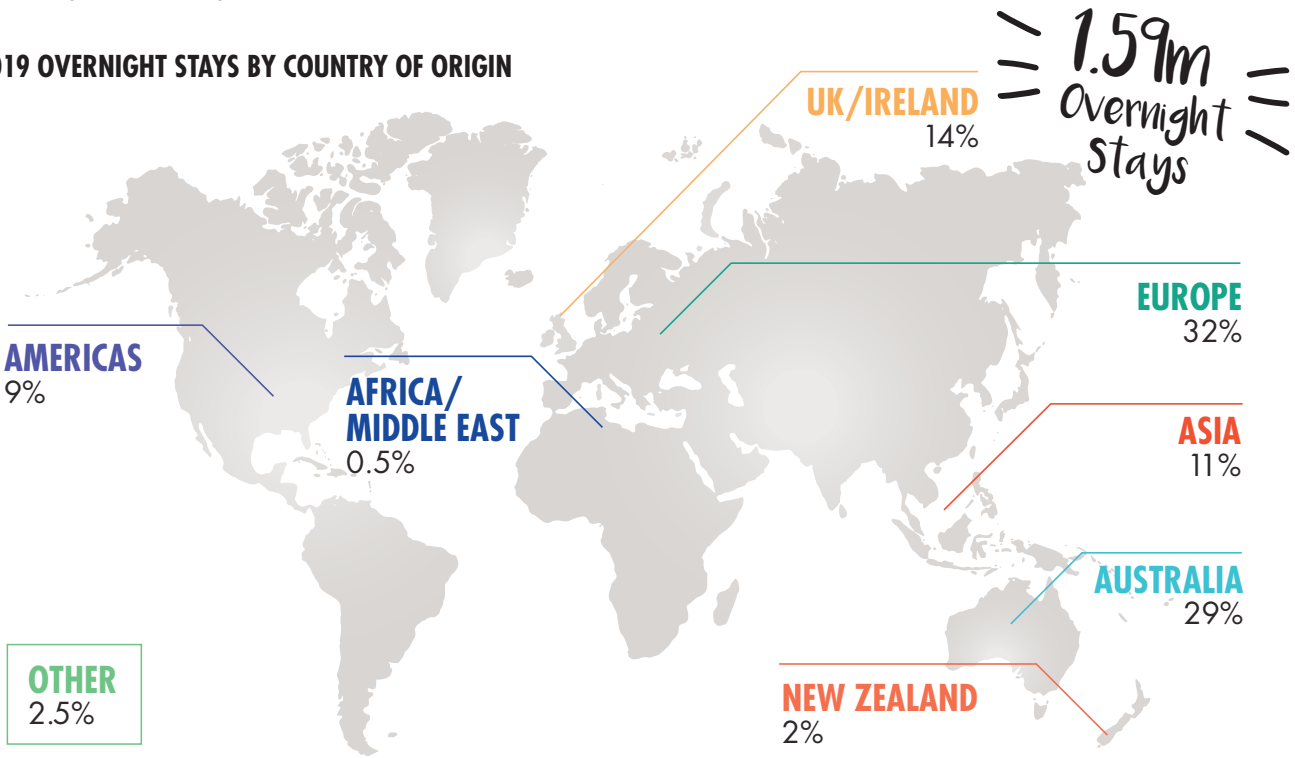 19 OVERNIGHT STAYS BY COUNTRY OF ORIGIN
1.59m
Overnight
Stays
UK/IRELAND
14%
EUROPE
32%
AMERICAS
9%
AFRICA/
MIDDLE EAST
0.5%
ASIA
11%
AUSTRALIA
29%
OTHER
2.5%
NEW ZEALAND
2%